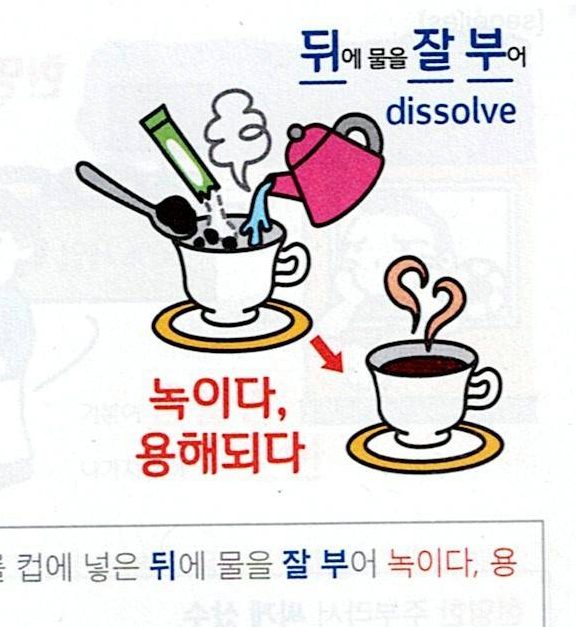 뒤에 물을 잘 부어
dissolve
녹이다,
용해되다
컵에 넣은 뒤에 물을 잘 부어 녹이다, 용